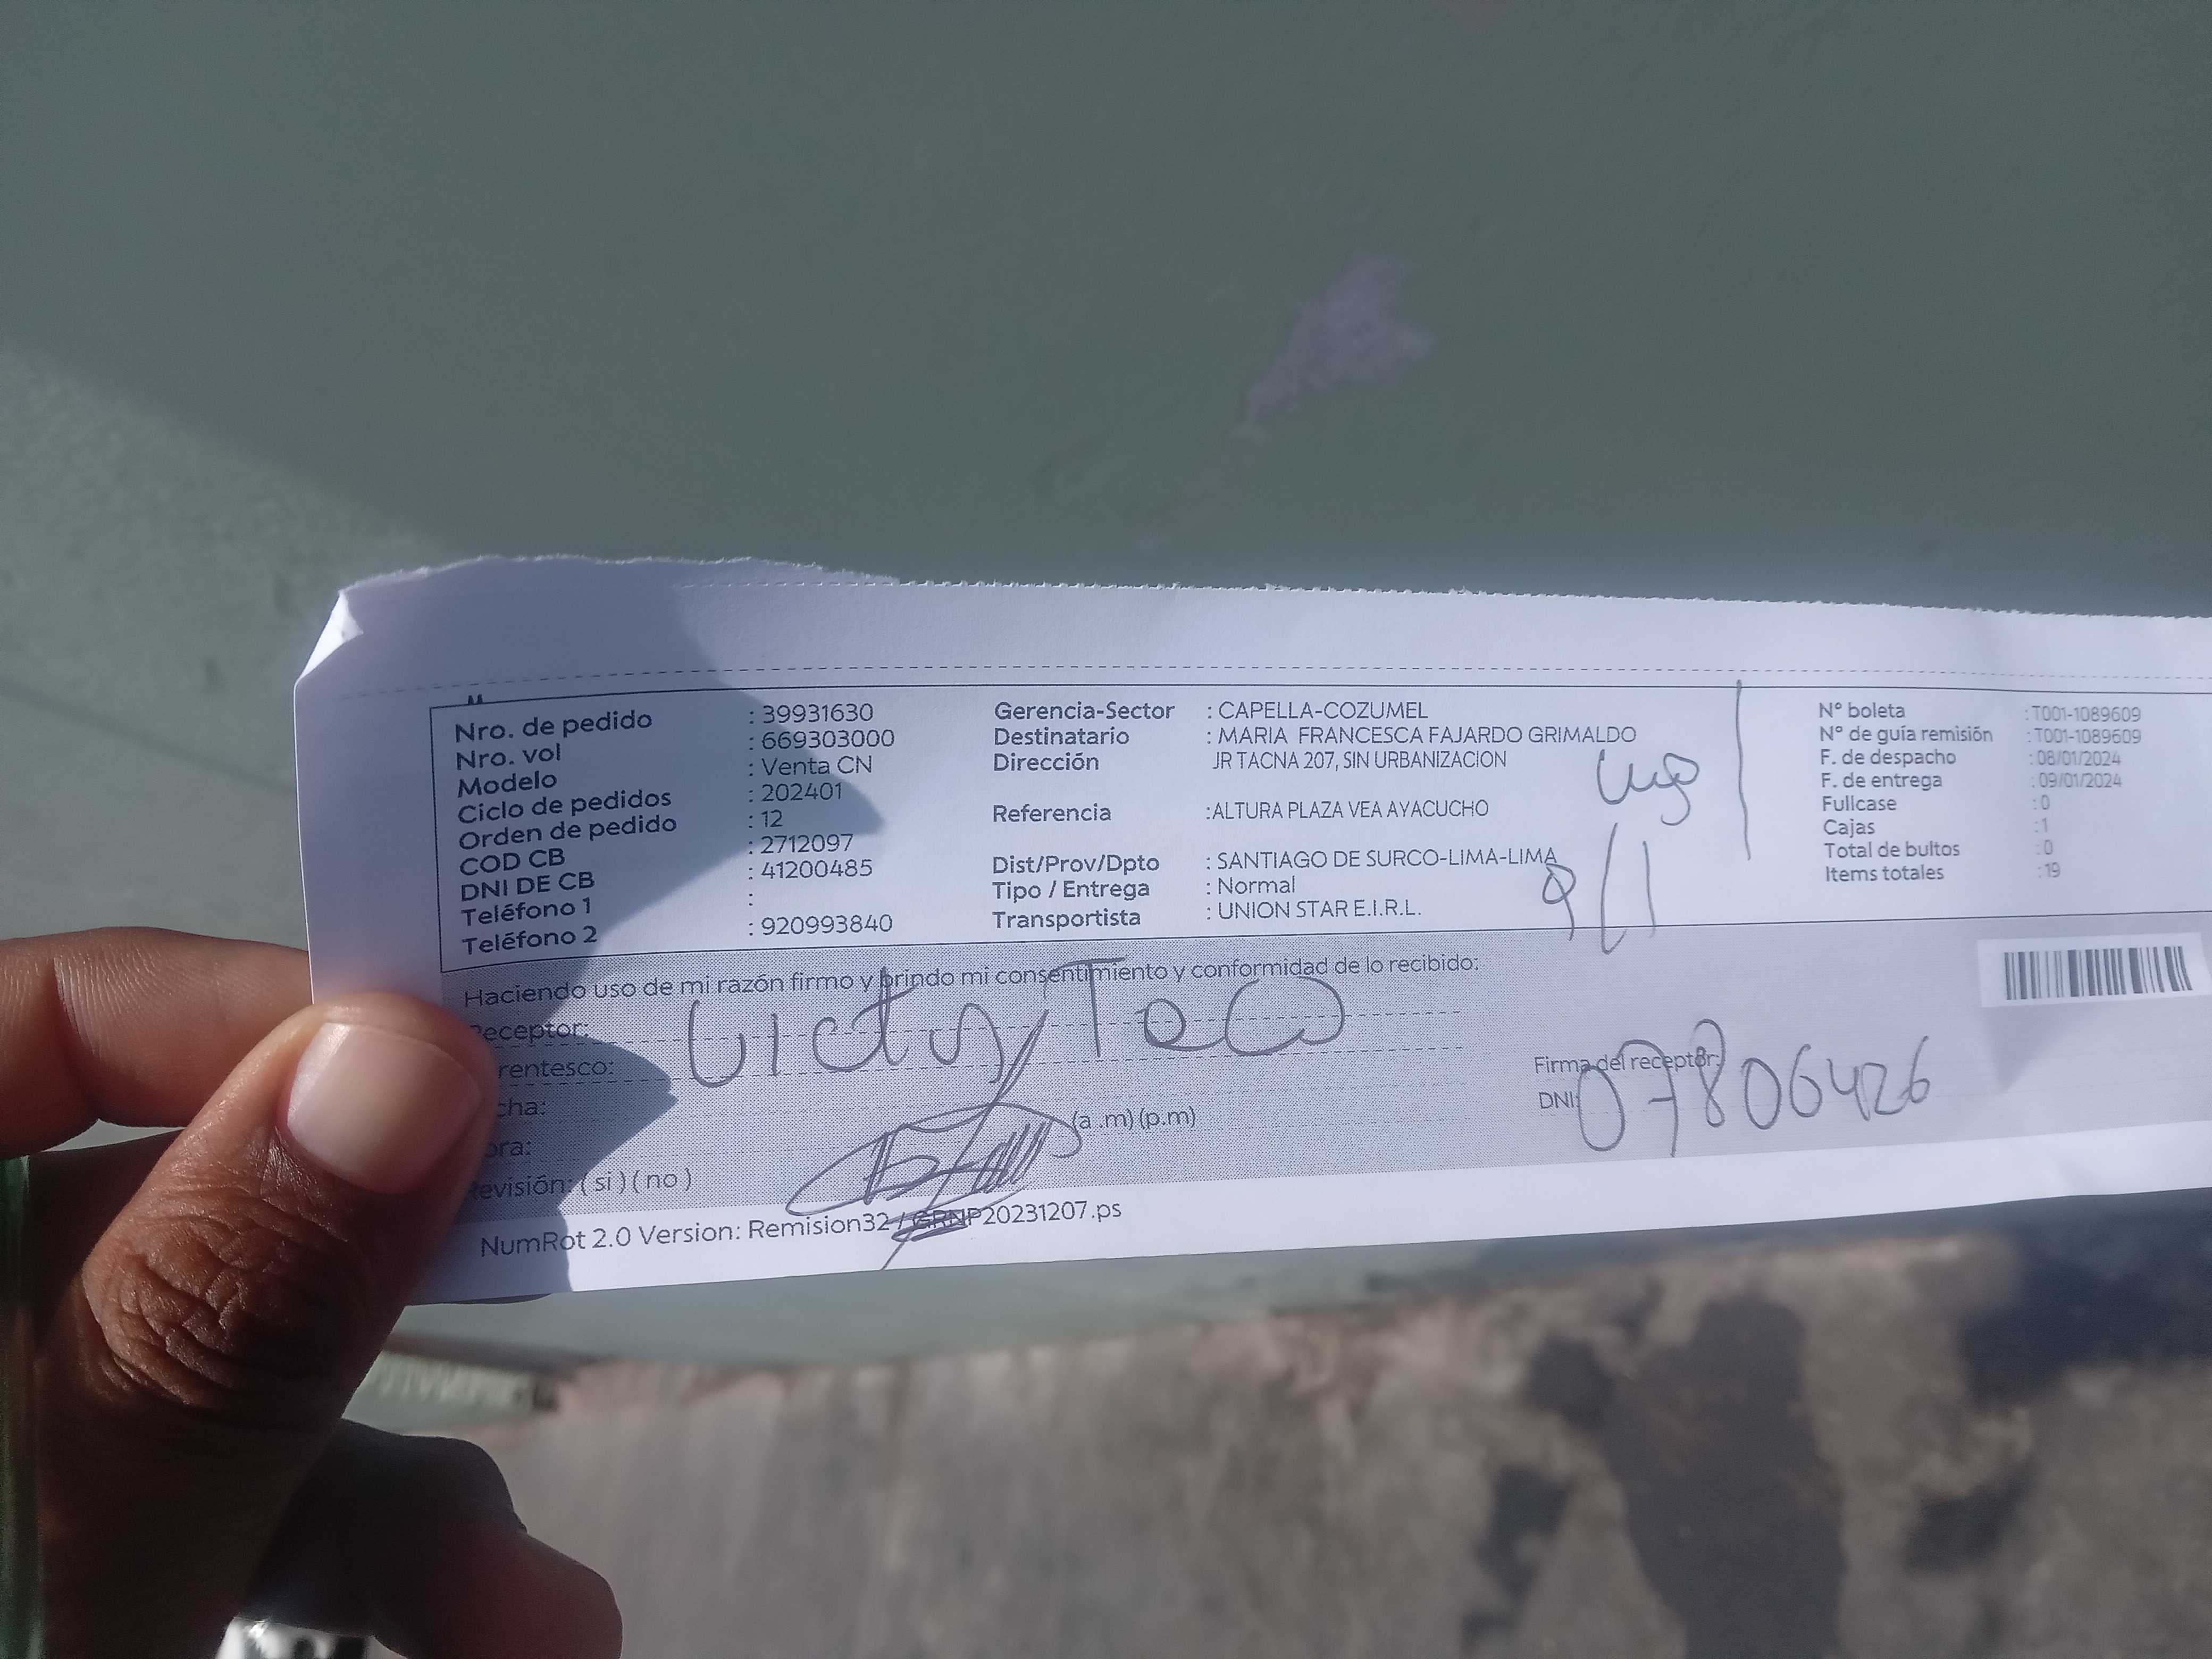 Nro. de pedido : 39931630
Nro. vol : 669303000
Modelo : Venta CN
Ciclo de pedidos : 202401
Orden de pedido : 12
COD CB : 2712097
DNI DE CB : 41200485
Teléfono 1 :
Teléfono 2 : 920993840
Gerencia-Sector : CAPELLA-COZUMEL
Destinatario : MARIA FRANCESCA FAJARDO GRIMALDO
Dirección JR TACNA 207, SIN URBANIZACION
Referencia :ALTURA PLAZA VEA AYACUCHO
Dist/Prov/Dpto : SANTIAGO DE SURCO-LIMA-LIMA
Tipo / Entrega : Normal
Transportista : UNION STAR E.I.R.L.
N° boleta :T001-1089609
N° de guía remisión :T001-1089609
F. de despacho :08/01/2024
F. de entrega :09/01/2024
Fullcase :0
Cajas :1
Total de bultos :0
Items totales :19
Haciendo uso de mi razón firmo y brindo mi consentimiento y conformidad de lo recibido:
eceptor:
rentesco:
cha:
ora: (a .m) (p.m)
evisión: ( si ) ( no )
Firma del receptor:
DNI: 07806426
NumRot 2.0 Version: Remision32 / GRNP20231207.ps